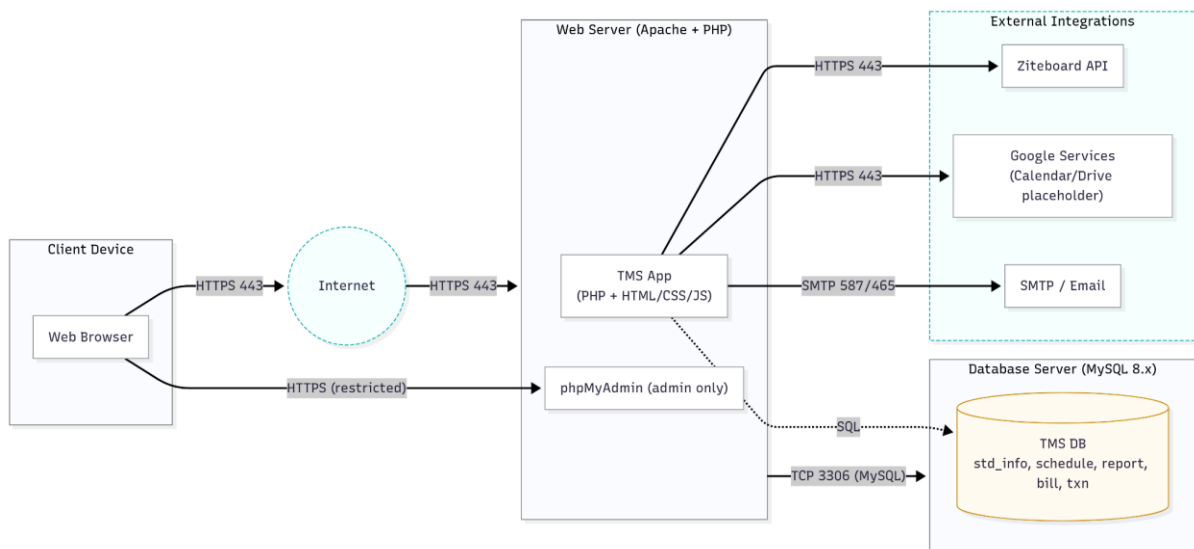 Client Device
Web Browser
HTTPS 443
Internet
HTTPS 443
HTTPS (restricted)
Web Server (Apache + PHP)
TMS App
(PHP + HTML/CSS/JS)
phpMyAdmin (admin only)
HTTPS 443
HTTPS 443
SMTP 587/465
SQL
TCP 3306 (MySQL)
External Integrations
Ziteboard API
Google Services
(Calendar/Drive
placeholder)
SMTP / Email
Database Server (MySQL 8.x)
TMS DB
std_info, schedule, report,
bill, txn